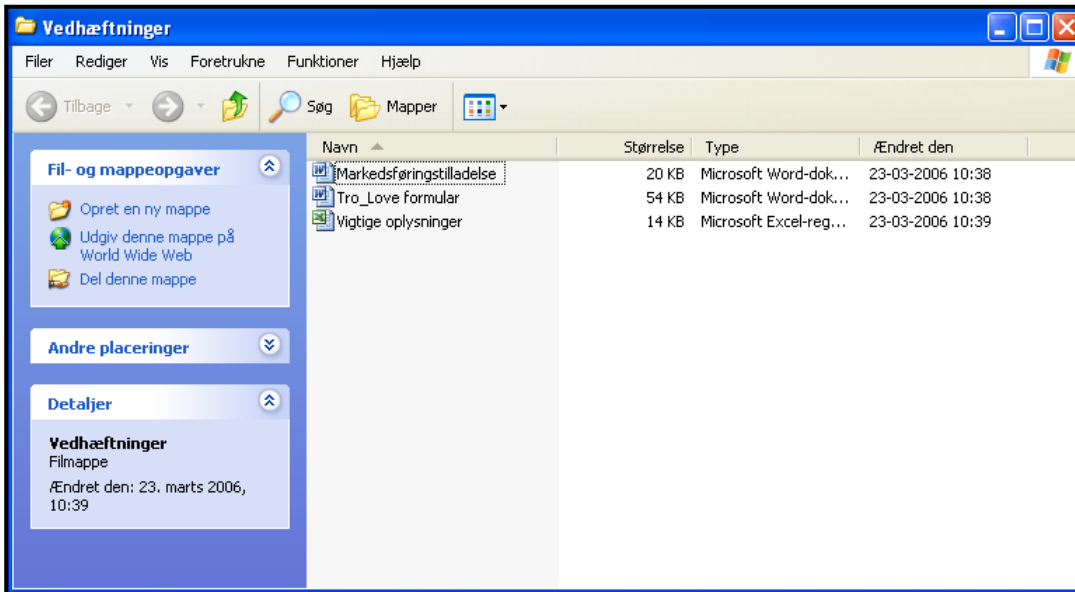 Vedhæftninger
Filer Rediger Vis Foretrukne Funktioner Hjælp
Tilbage Søg Mapper
Fil- og mappeopgaver
Opret en ny mappe
Udgiv denne mappe på
World Wide Web
Del denne mappe
Andre placeringer
Detaljer
Vedhæftninger
Filmappe
Ændret den: 23. marts 2006,
10:39
Navn Størrelse Type Ændret den
Markedsføringstilladelse 20 KB Microsoft Word-dok... 23-03-2006 10:38
Tro_Love formular 54 KB Microsoft Word-dok... 23-03-2006 10:38
Vigtige oplysninger 14 KB Microsoft Excel-reg... 23-03-2006 10:39